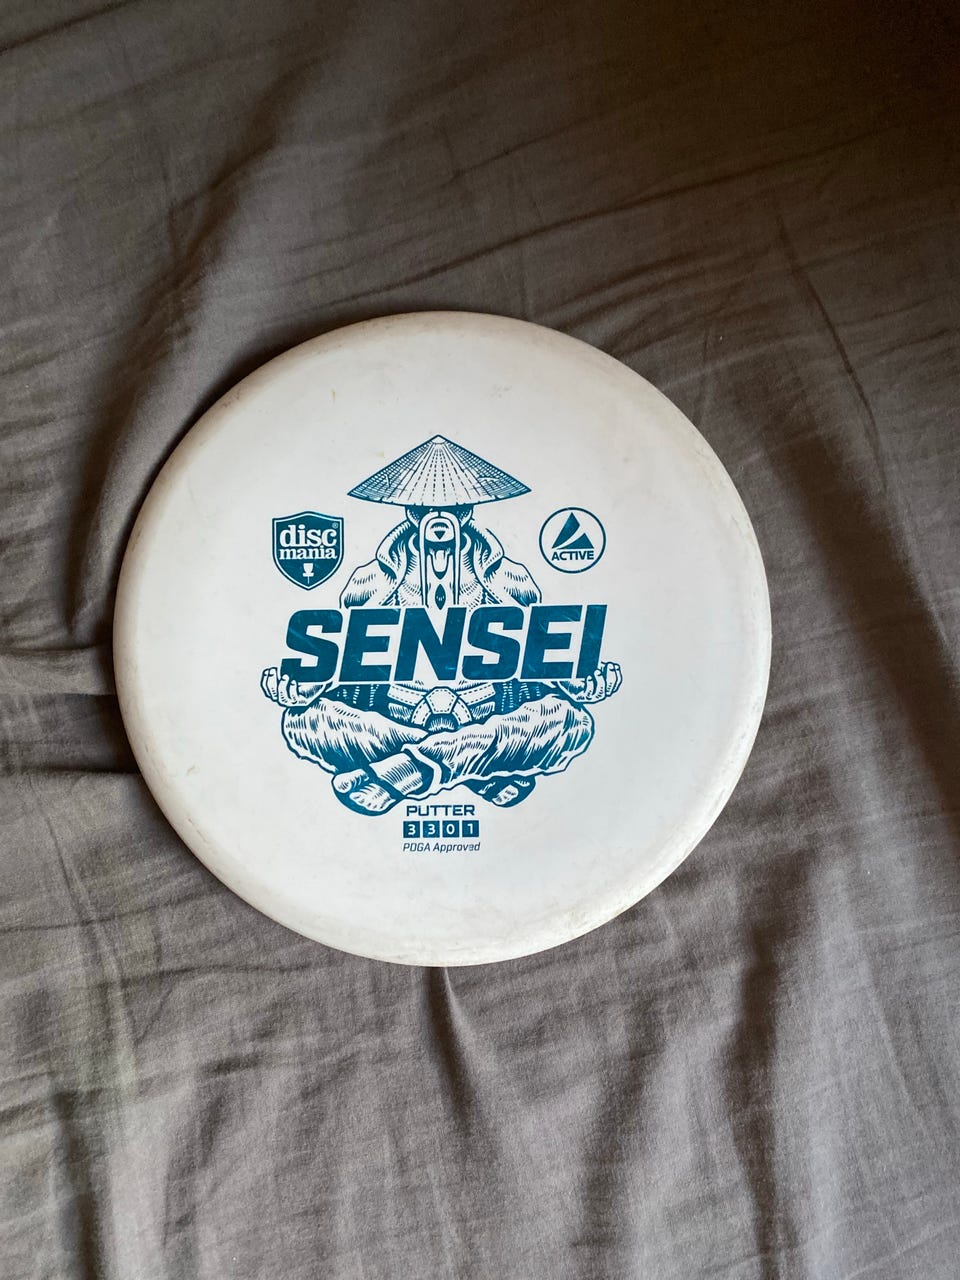 disc
mania®
ACTIVE
SENSEI
PUTTER
3 3 0 1
PDGA Approved